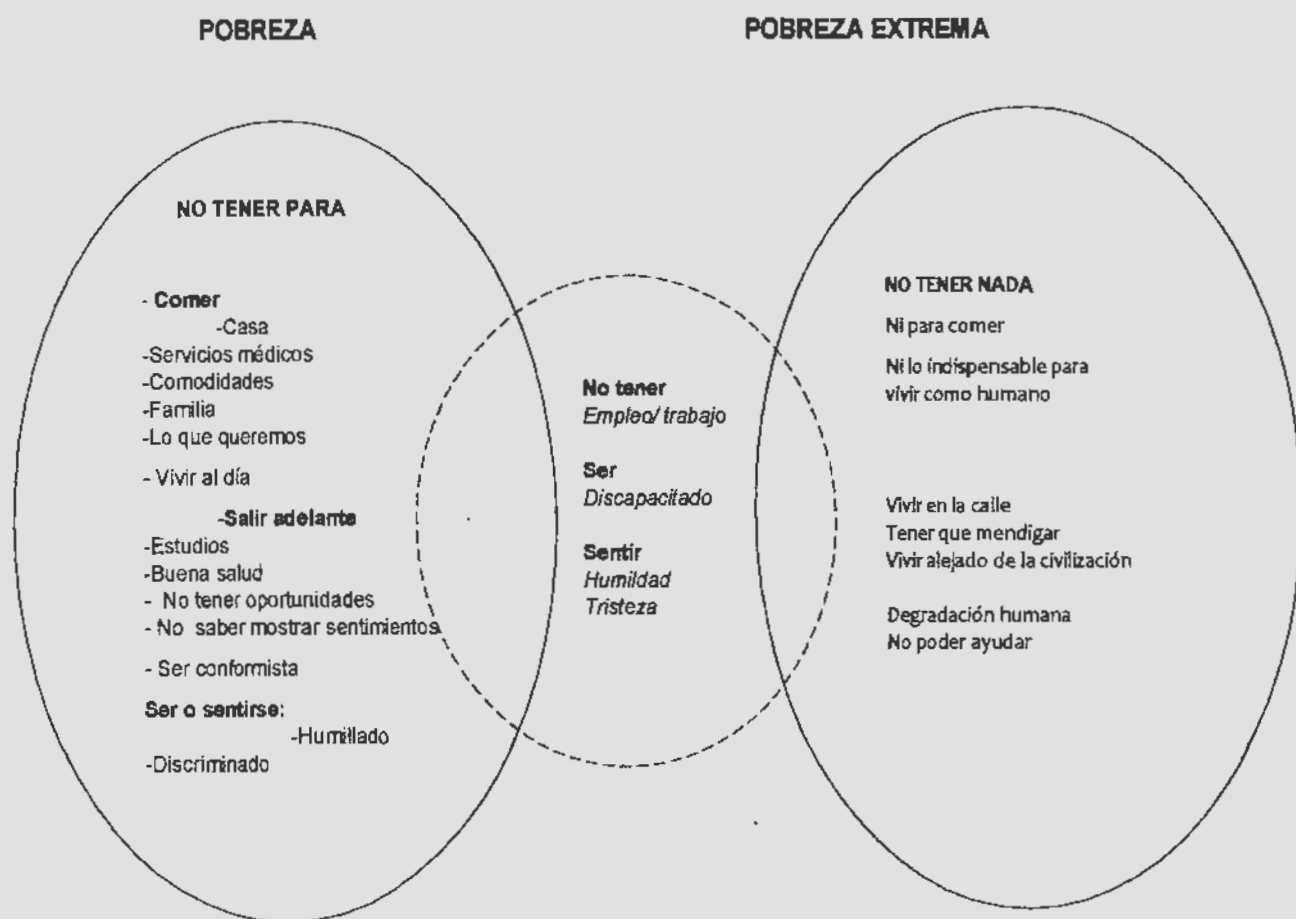 POBREZA
POBREZA EXTREMA
NO TENER PARA
- Comer
-Casa
-Servicios médicos
-Comodidades
-Familia
-Lo que queremos
- Vivir al día
-Salir adelante
-Estudios
-Buena salud
- No tener oportunidades
- No saber mostrar sentimientos
- Ser conformista
Ser o sentirse:
-Humillado
-Discriminado
No tener
Empleo/ trabajo
Ser
Discapacitado
Sentir
Humildad
Tristeza
NO TENER NADA
Ni para comer
Ni lo indispensable para
vivir como humano
Vivir en la calle
Tener que mendigar
Vivir alejado de la civilización
Degradación humana
No poder ayudar